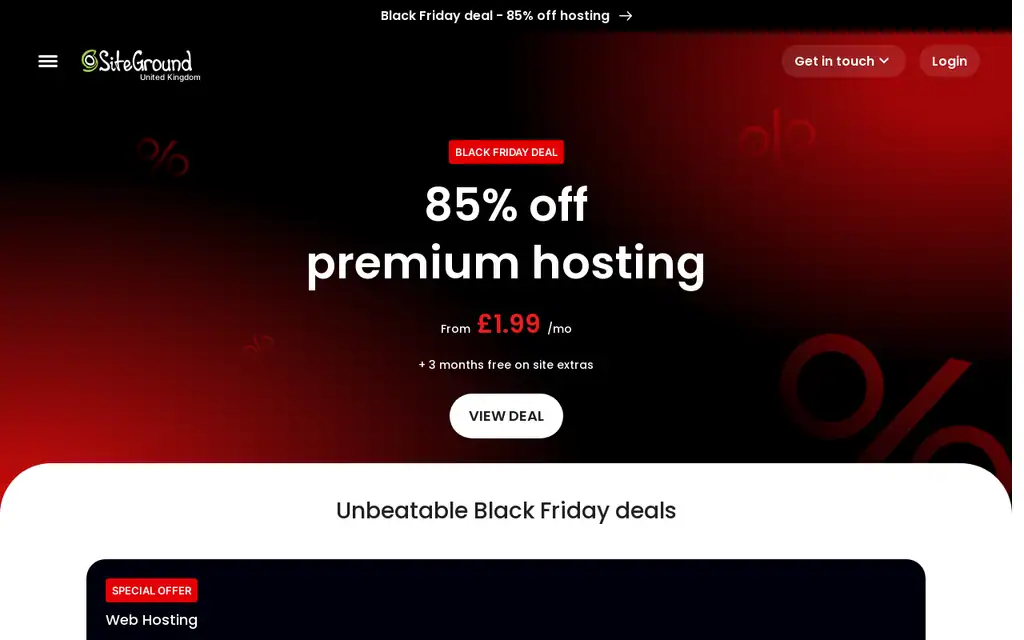 Black Friday deal - 85% off hosting
SiteGround
United Kingdom
Get in touch
Login
BLACK FRIDAY DEAL
85% off
premium hosting
From £1.99 /mo
+ 3 months free on site extras
VIEW DEAL
Unbeatable Black Friday deals
SPECIAL OFFER
Web Hosting